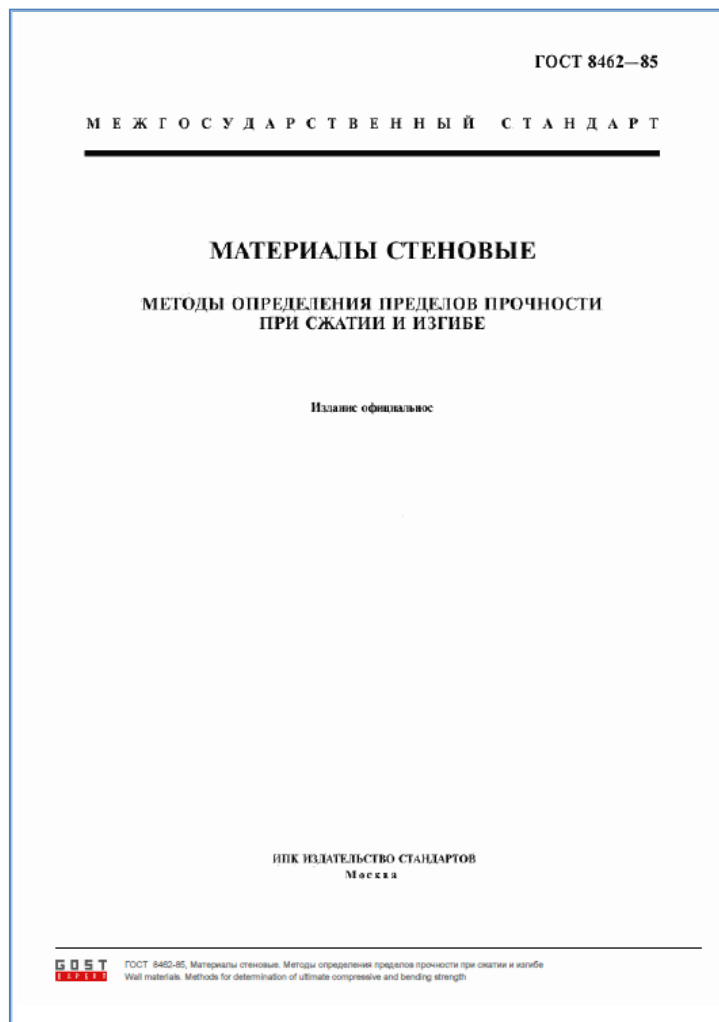 ГОСТ 8462—85
МЕЖГОСУДАРСТВЕННЫЙ СТАНДАРТ
МАТЕРИАЛЫ СТЕНОВЫЕ
МЕТОДЫ ОПРЕДЕЛЕНИЯ ПРЕДЕЛОВ ПРОЧНОСТИ
ПРИ СЖАТИИ И ИЗГИБЕ
Издание официальное
ИПК ИЗДАТЕЛЬСТВО СТАНДАРТОВ
Москва
GOST
EXPERT
ГОСТ 8462-85, Материалы стеновые. Методы определения пределов прочности при сжатии и изгибе
Wall materials. Methods for determination of ultimate compressive and bending strength